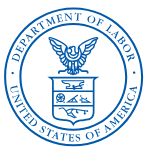 DEPARTMENT OF LABOR
UNITED STATES OF AMERICA